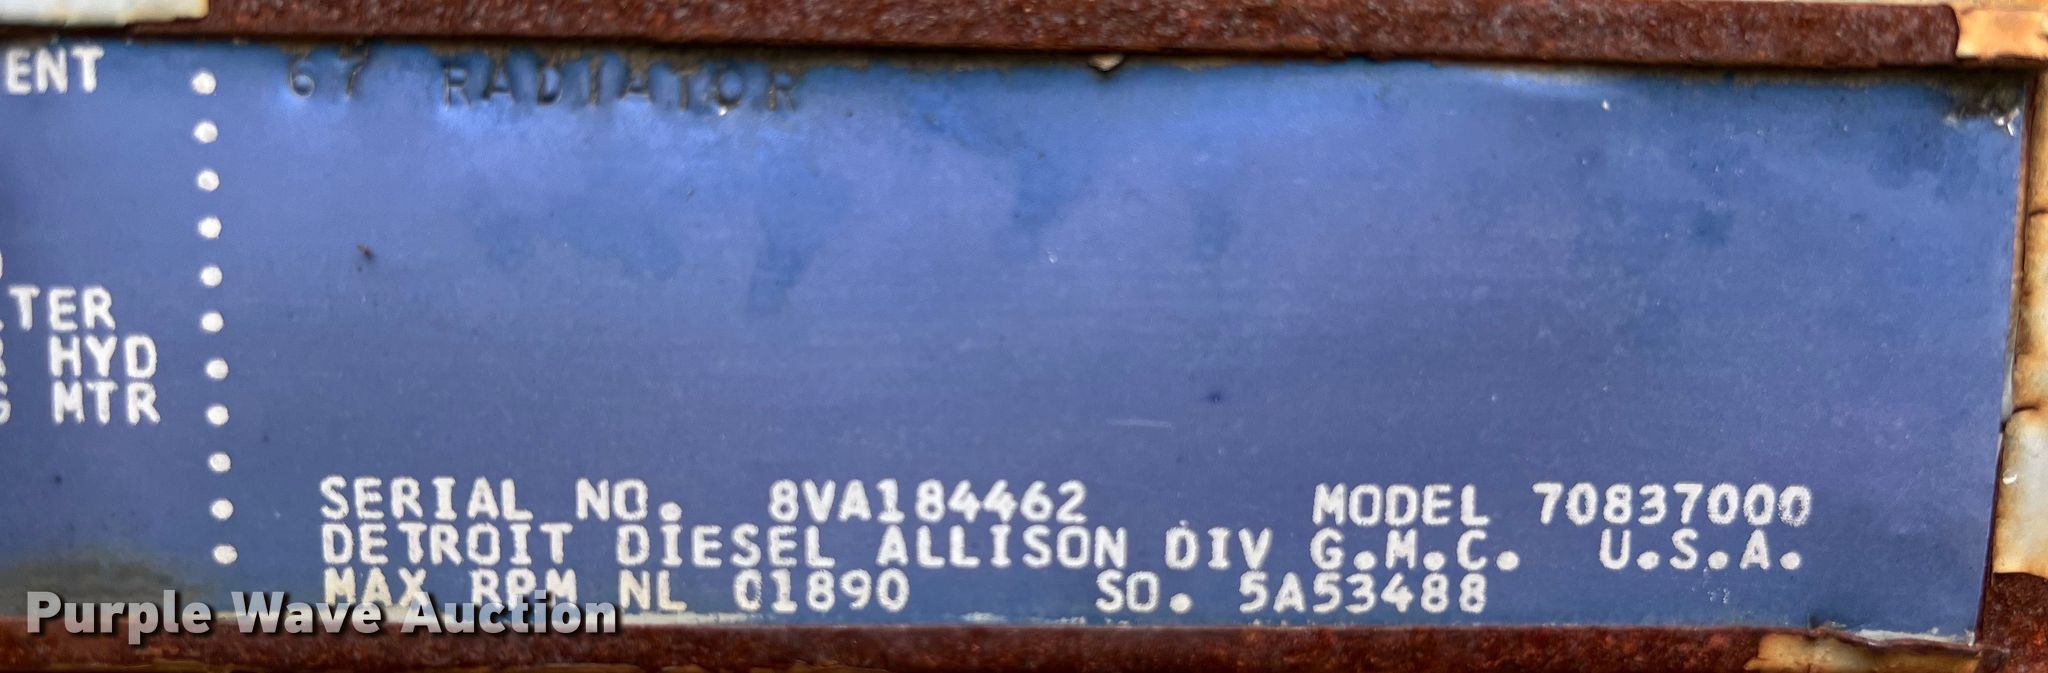 ENT
67 RADIATOR
TER
HYD
MTR
SERIAL NO. 8VA184462 MODEL 70837000
DETROIT DIESEL ALLISON DIV G.M.C. U.S.A.
MAX RPM NL 01890 SO. 5A53488
Purple Wave Auction